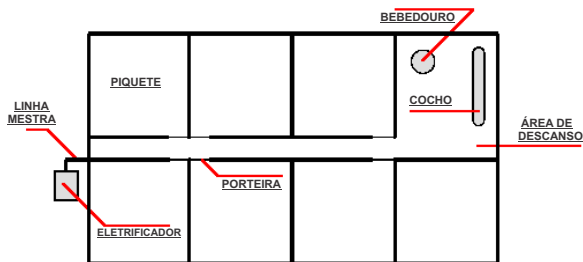 BEBEDOURO
PIQUETE
COCHO
LINHA
MESTRA
ÁREA DE
DESCANSO
PORTEIRA
ELETRIFICADOR